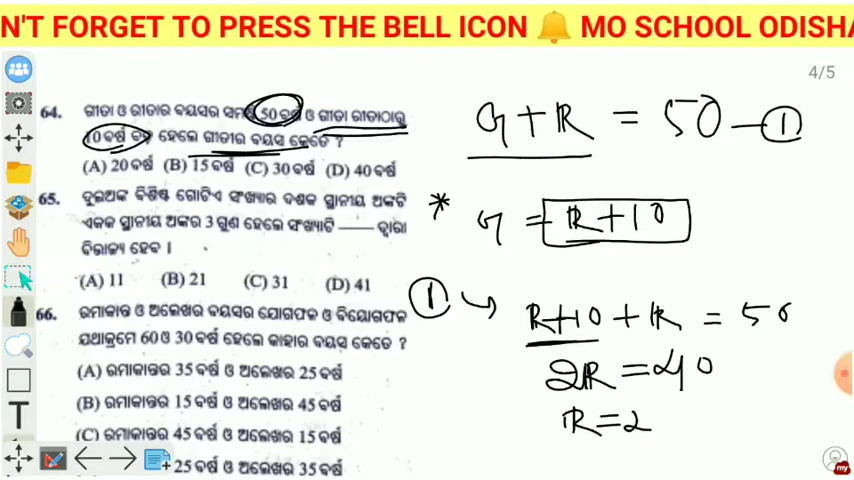 N'T FORGET TO PRESS THE BELL ICON 🔔 MO SCHOOL ODISHA
4/5
64. ଗୀତା ଓ ରୀତାର ବୟସର ସମଷ୍ଟି 50 ବର୍ଷ ଓ ଗୀତା ରୀତାଠାରୁ
10 ବର୍ଷ ବଡ଼ ହେଲେ ଗୀତାର ବୟସ କେତେ ?
(A) 20 ବର୍ଷ (B) 15 ବର୍ଷ (C) 30 ବର୍ଷ (D) 40 ବର୍ଷ
65. ଦୁଇଅଙ୍କ ବିଶିଷ୍ଟ ଗୋଟିଏ ସଂଖ୍ୟାର ଦଶକ ସ୍ଥାନୀୟ ଅଙ୍କଟି
ଏକକ ସ୍ଥାନୀୟ ଅଙ୍କର 3 ଗୁଣ ହେଲେ ସଂଖ୍ୟାଟି —— ଦ୍ୱାରା
ବିଭାଜ୍ୟ ହେବ ।
(A) 11 (B) 21 (C) 31 (D) 41
66. ରମାକାନ୍ତ ଓ ଅଲେଖର ବୟସର ଯୋଗଫଳ ଓ ବିୟୋଗଫଳ
ଯଥାକ୍ରମେ 60 ଓ 30 ବର୍ଷ ହେଲେ କାହାର ବୟସ କେତେ ?
(A) ରମାକାନ୍ତର 35 ବର୍ଷ ଓ ଅଲେଖର 25 ବର୍ଷ
(B) ରମାକାନ୍ତର 15 ବର୍ଷ ଓ ଅଲେଖର 45 ବର୍ଷ
(C) ରମାକାନ୍ତର 45 ବର୍ଷ ଓ ଅଲେଖର 15 ବର୍ଷ
25 ବର୍ଷ ଓ ଅଲେଖର 35 ବର୍ଷ
G + R = 50 — ①
* G = R + 10
① → R + 10 + R = 50
2R = 40
R = 2
T
my